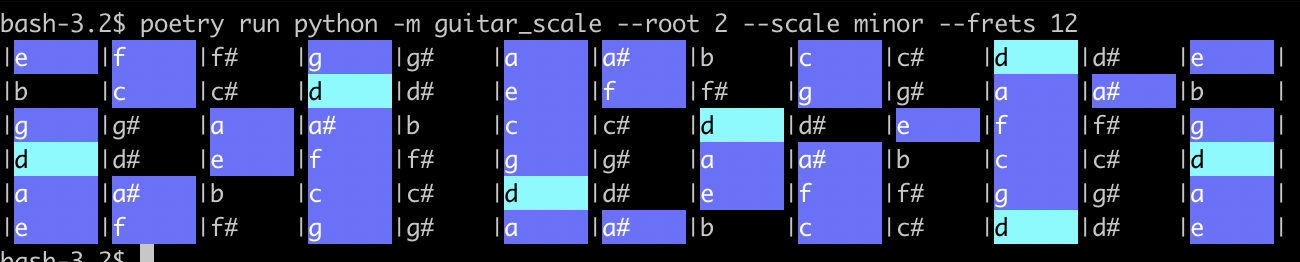 bash-3.2$ poetry run python -m guitar_scale --root 2 --scale minor --frets 12
|e |f |f# |g |g# |a |a# |b |c |c# |d |d# |e |
|b |c |c# |d |d# |e |f |f# |g |g# |a |a# |b |
|g |g# |a |a# |b |c |c# |d |d# |e |f |f# |g |
|d |d# |e |f |f# |g |g# |a |a# |b |c |c# |d |
|a |a# |b |c |c# |d |d# |e |f |f# |g |g# |a |
|e |f |f# |g |g# |a |a# |b |c |c# |d |d# |e |
bash-3.2$